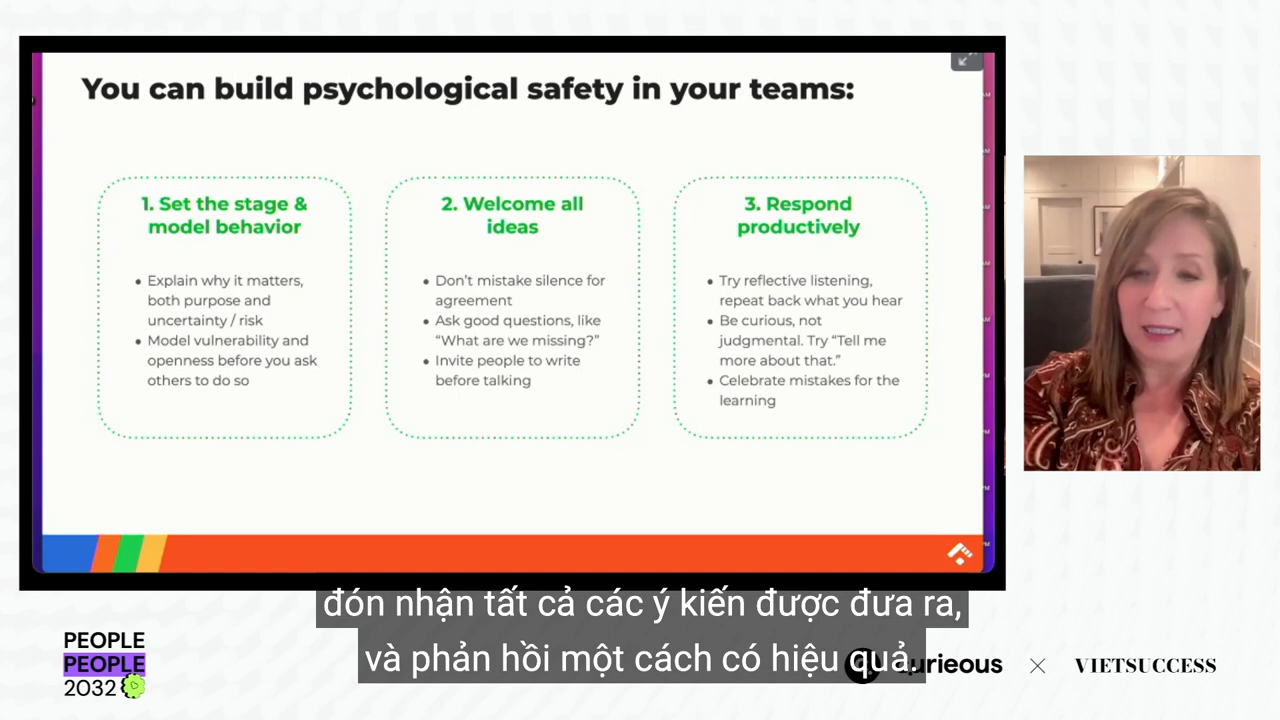 You can build psychological safety in your teams:
1. Set the stage &
model behavior
Explain why it matters,
both purpose and
uncertainty / risk
Model vulnerability and
openness before you ask
others to do so
2. Welcome all
ideas
Don't mistake silence for
agreement
Ask good questions, like
“What are we missing?”
Invite people to write
before talking
3. Respond
productively
Try reflective listening,
repeat back what you hear
Be curious, not
judgmental. Try “Tell me
more about that.”
Celebrate mistakes for the
learning
đón nhận tất cả các ý kiến được đưa ra,
và phản hồi một cách có hiệu quả.
PEOPLE
PEOPLE
2032
VIETSUCCESS